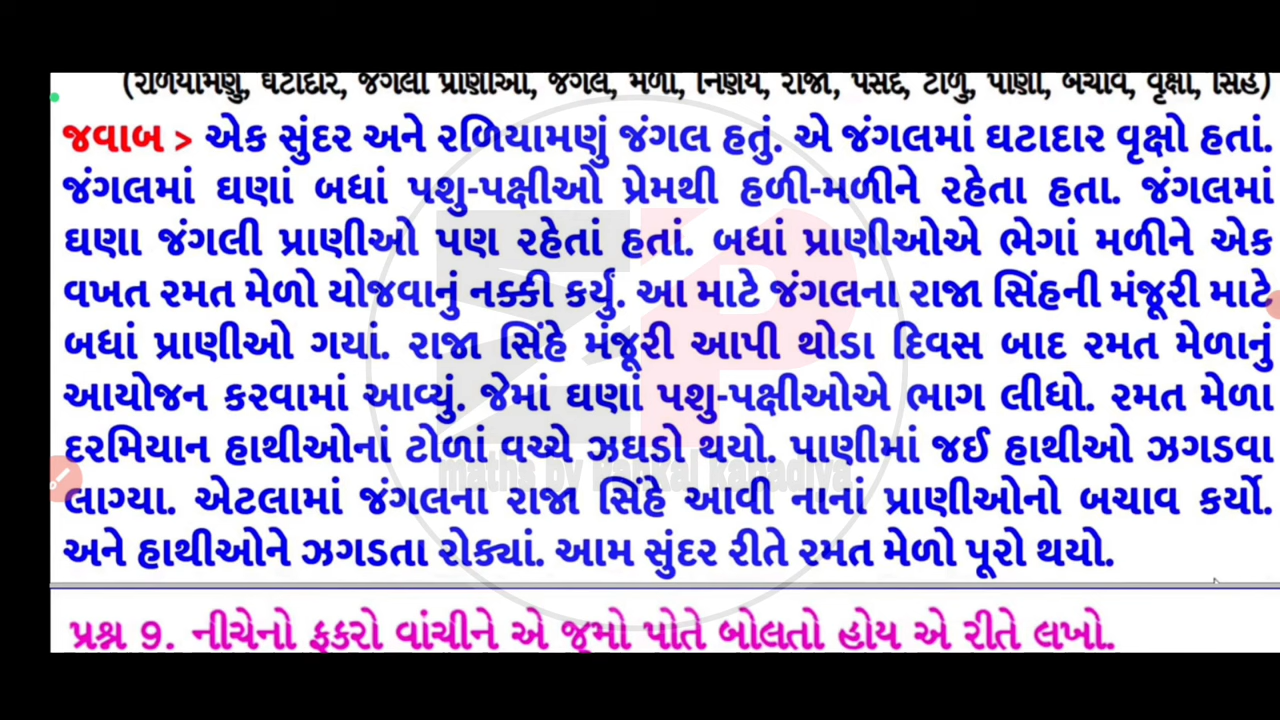 (રળિયામણુ, ઘટાદાર, જંગલી પ્રાણીઓ, જંગલ, મેળો, નિર્ણય, રાજા, પસંદ, ટોળું, પાણી, બચાવ, વૃક્ષો, સિંહ)
જવાબ > એક સુંદર અને રળિયામણું જંગલ હતું. એ જંગલમાં ઘટાદાર વૃક્ષો હતાં.
જંગલમાં ઘણાં બધાં પશુ-પક્ષીઓ પ્રેમથી હળી-મળીને રહેતા હતા. જંગલમાં
ઘણા જંગલી પ્રાણીઓ પણ રહેતાં હતાં. બધાં પ્રાણીઓએ ભેગાં મળીને એક
વખત રમત મેળો યોજવાનું નક્કી કર્યું. આ માટે જંગલના રાજા સિંહની મંજૂરી માટે
બધાં પ્રાણીઓ ગયાં. રાજા સિંહે મંજૂરી આપી થોડા દિવસ બાદ રમત મેળાનું
આયોજન કરવામાં આવ્યું. જેમાં ઘણાં પશુ-પક્ષીઓએ ભાગ લીધો. રમત મેળા
દરમિયાન હાથીઓનાં ટોળાં વચ્ચે ઝઘડો થયો. પાણીમાં જઈ હાથીઓ ઝગડવા
લાગ્યા. એટલામાં જંગલના રાજા સિંહે આવી નાનાં પ્રાણીઓનો બચાવ કર્યો.
અને હાથીઓને ઝગડતા રોક્યાં. આમ સુંદર રીતે રમત મેળો પૂરો થયો.
પ્રશ્ન 9. નીચેનો ફકરો વાંચીને એ જૂમો પોતે બોલતો હોય એ રીતે લખો.